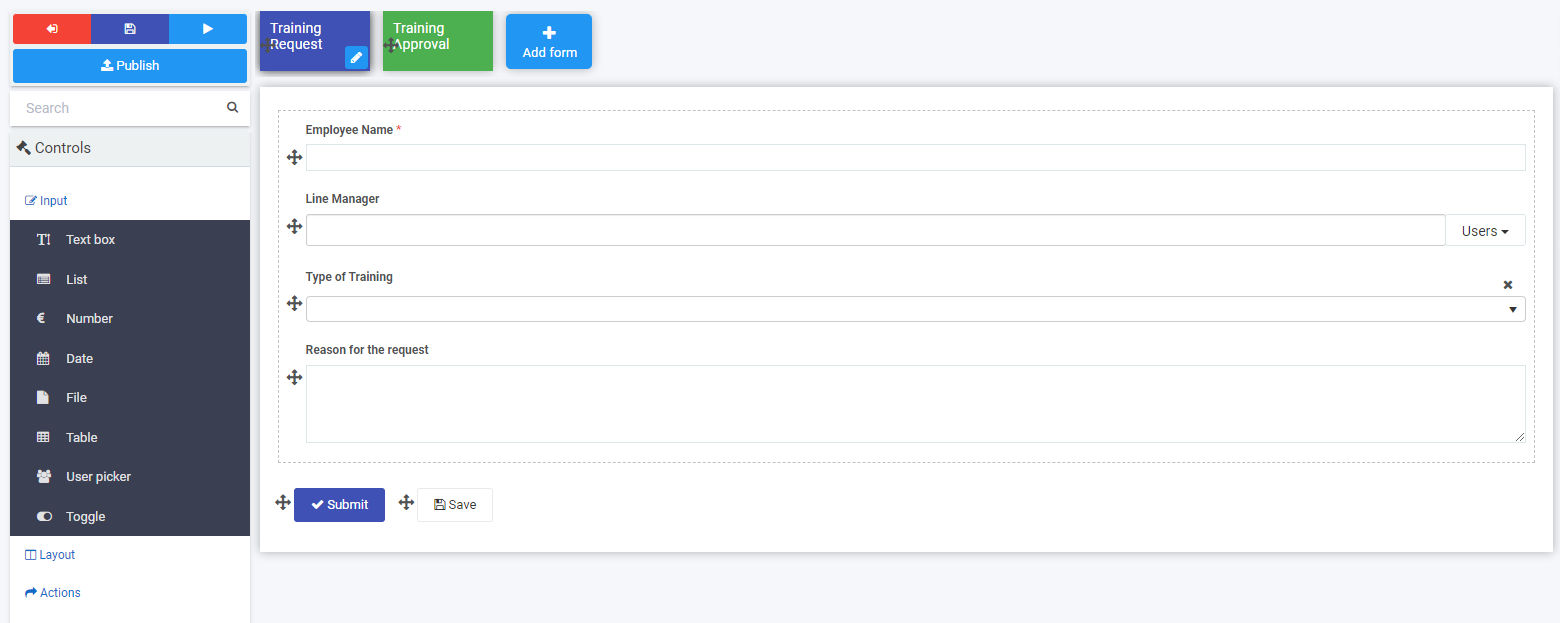 Publish
Search
Controls
Input
Text box
List
Number
Date
File
Table
User picker
Toggle
Layout
Actions
Training
Request
Training
Approval
Add form
Employee Name *
Line Manager
Users
Type of Training
Reason for the request
Submit
Save